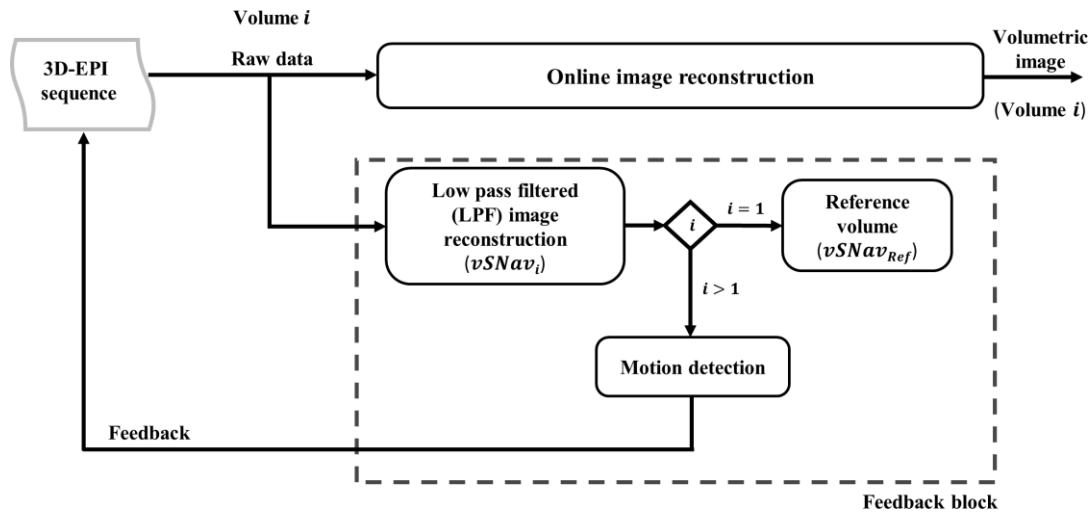 Volume i
3D-EPI
sequence
Raw data
Online image reconstruction
Volumetric
image
(Volume i)
Low pass filtered
(LPF) image
reconstruction
(vSNavᵢ)
i
i = 1
Reference
volume
(vSNav_Ref)
i > 1
Motion detection
Feedback
Feedback block